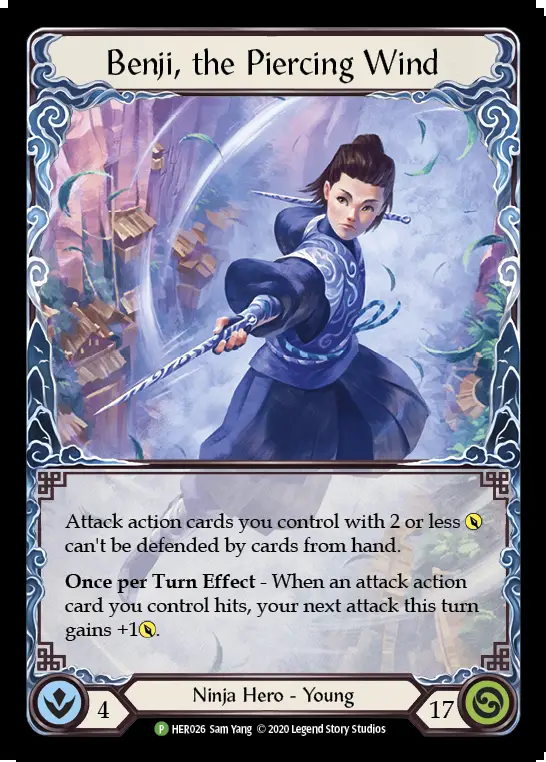 Benji, the Piercing Wind
Attack action cards you control with 2 or less
can't be defended by cards from hand.
Once per Turn Effect - When an attack action
card you control hits, your next attack this turn
gains +1.
Ninja Hero - Young
4
17
P HER026 Sam Yang © 2020 Legend Story Studios